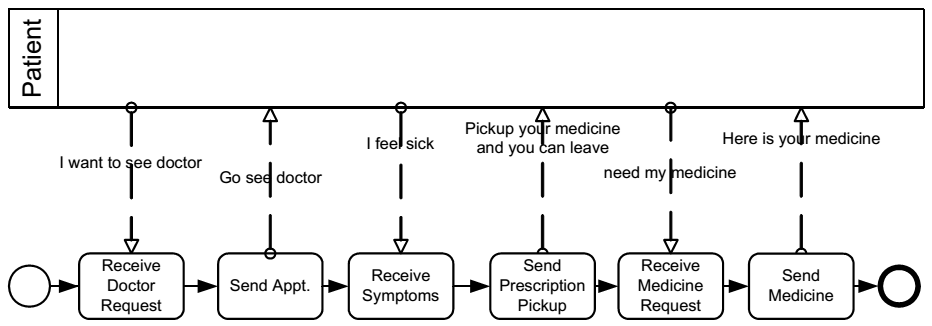 Patient
I want to see doctor
Go see doctor
I feel sick
Pickup your medicine
and you can leave
need my medicine
Here is your medicine
Receive
Doctor
Request
Send Appt.
Receive
Symptoms
Send
Prescription
Pickup
Receive
Medicine
Request
Send
Medicine